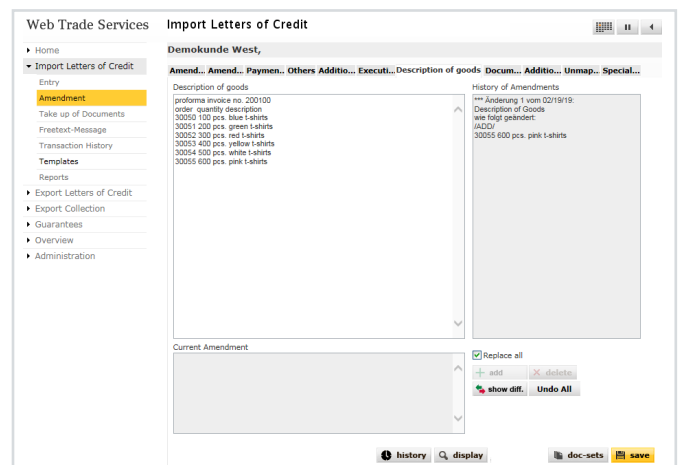 Web Trade Services
Import Letters of Credit
Home
Import Letters of Credit
Entry
Amendment
Take up of Documents
Freetext-Message
Transaction History
Templates
Reports
Export Letters of Credit
Export Collection
Guarantees
Overview
Administration
Demokunde West,
Amend... Amend... Paymen.. Others Additio... Executi... Description of goods Docum... Additio... Unmap.. Special...
Description of goods
proforma invoice no. 200100
order quantity description
30050 100 pcs. blue t-shirts
30051 200 pcs. green t-shirts
30052 300 pcs. red t-shirts
30053 400 pcs. yellow t-shirts
30054 500 pcs. white t-shirts
30055 600 pcs. pink t-shirts
History of Amendments
*** Änderung 1 vom 02/19/19:
Description of Goods
wie folgt geändert:
/ADD/
30055 600 pcs. pink t-shirts
Current Amendment
Replace all
add delete
show diff. Undo All
history display doc-sets save